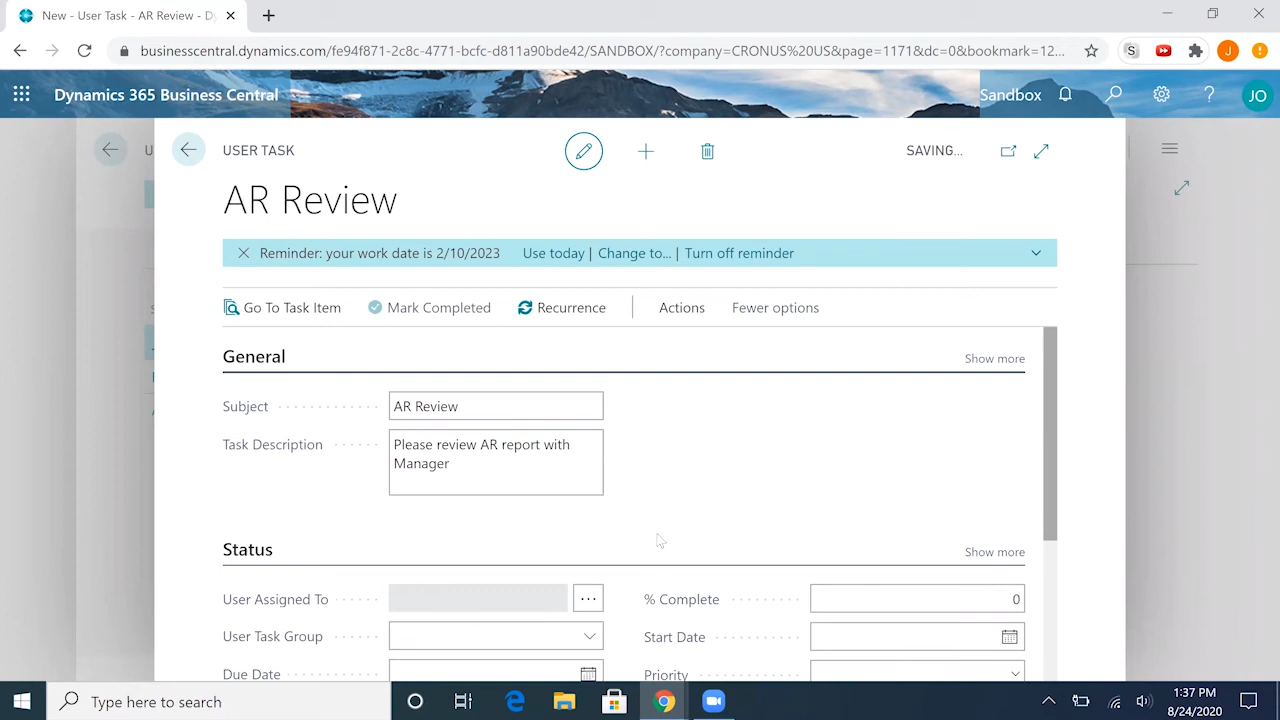 New - User Task - AR Review - Dy
businesscentral.dynamics.com/fe94f871-2c8c-4771-bcfc-d811a90bde42/SANDBOX/?company=CRONUS%20US&page=1171&dc=0&bookmark=12...
S
J
Dynamics 365 Business Central
Sandbox
?
JO
U
USER TASK
SAVING...
AR Review
Reminder: your work date is 2/10/2023 Use today | Change to... | Turn off reminder
Go To Task Item Mark Completed Recurrence Actions Fewer options
General Show more
Subject AR Review
Task Description Please review AR report with
Manager
Status Show more
User Assigned To ... % Complete 0
User Task Group Start Date
Due Date Priority
Type here to search
1:37 PM
8/24/2020